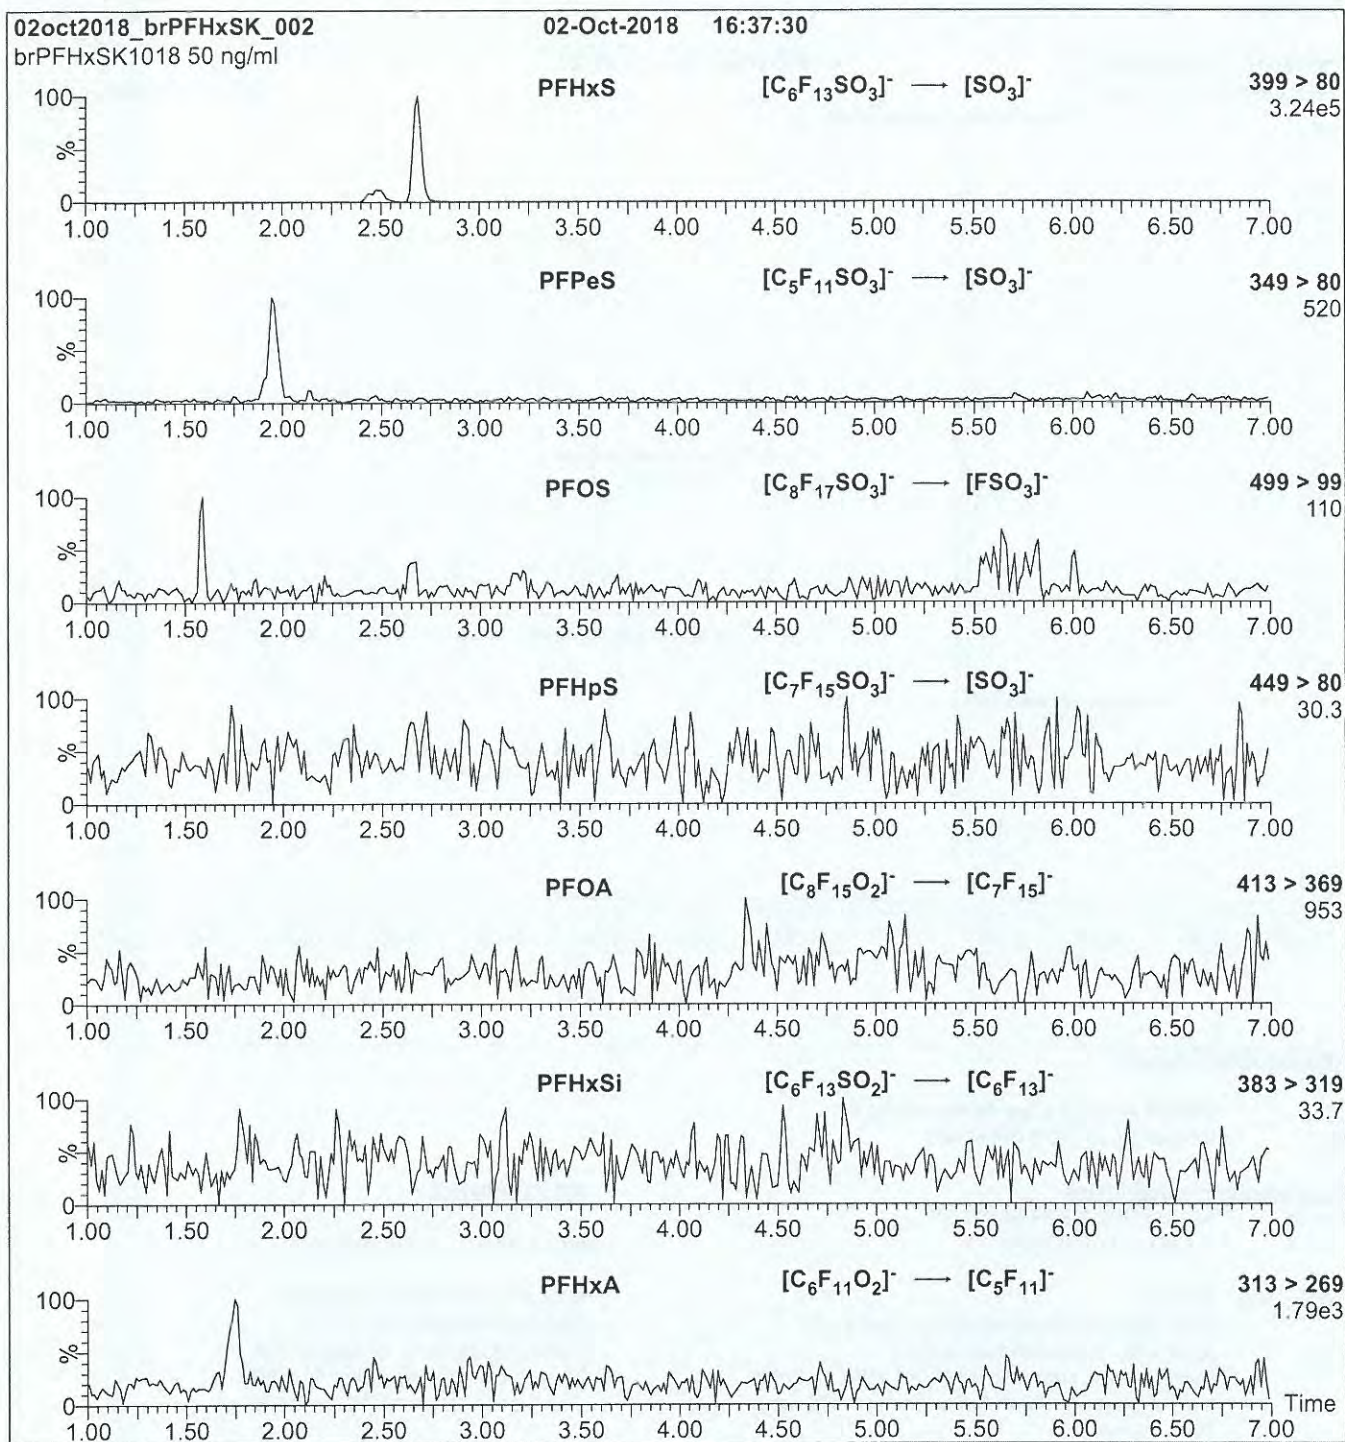 02oct2018_brPFHxSK_002 02-Oct-2018 16:37:30
brPFHxSK1018 50 ng/ml
PFHxS [C6F13SO3]- → [SO3]- 399 > 80
3.24e5
100
%
0
1.00 1.50 2.00 2.50 3.00 3.50 4.00 4.50 5.00 5.50 6.00 6.50 7.00
PFPeS [C5F11SO3]- → [SO3]- 349 > 80
520
100
%
0
1.00 1.50 2.00 2.50 3.00 3.50 4.00 4.50 5.00 5.50 6.00 6.50 7.00
PFOS [C8F17SO3]- → [FSO3]- 499 > 99
110
100
%
0
1.00 1.50 2.00 2.50 3.00 3.50 4.00 4.50 5.00 5.50 6.00 6.50 7.00
PFHpS [C7F15SO3]- → [SO3]- 449 > 80
30.3
100
%
0
1.00 1.50 2.00 2.50 3.00 3.50 4.00 4.50 5.00 5.50 6.00 6.50 7.00
PFOA [C8F15O2]- → [C7F15]- 413 > 369
953
100
%
0
1.00 1.50 2.00 2.50 3.00 3.50 4.00 4.50 5.00 5.50 6.00 6.50 7.00
PFHxSi [C6F13SO2]- → [C6F13]- 383 > 319
33.7
100
%
0
1.00 1.50 2.00 2.50 3.00 3.50 4.00 4.50 5.00 5.50 6.00 6.50 7.00
PFHxA [C6F11O2]- → [C5F11]- 313 > 269
1.79e3
100
%
0
Time
1.00 1.50 2.00 2.50 3.00 3.50 4.00 4.50 5.00 5.50 6.00 6.50 7.00